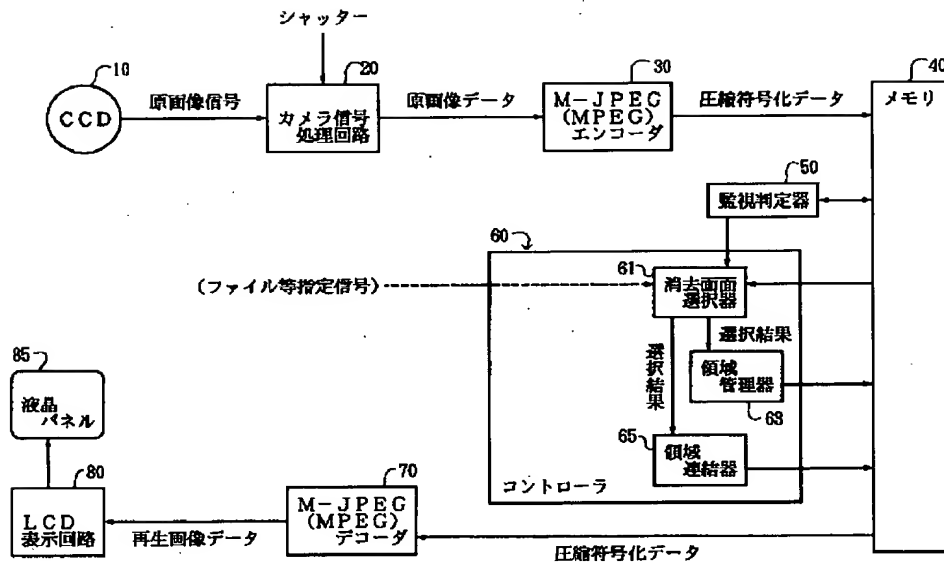 シャッター
10
20
30
40
CCD
原画像信号
カメラ信号
処理回路
原画像データ
M-JPEG
(MPEG)
エンコーダ
圧縮符号化データ
メモリ
50
監視判定器
60
61
(ファイル等指定信号)
消去画面
選択器
選択結果
選択結果
領域
管理器
63
85
液晶
パネル
65
領域
連結器
コントローラ
80
70
LCD
表示回路
再生画像データ
M-JPEG
(MPEG)
デコーダ
圧縮符号化データ